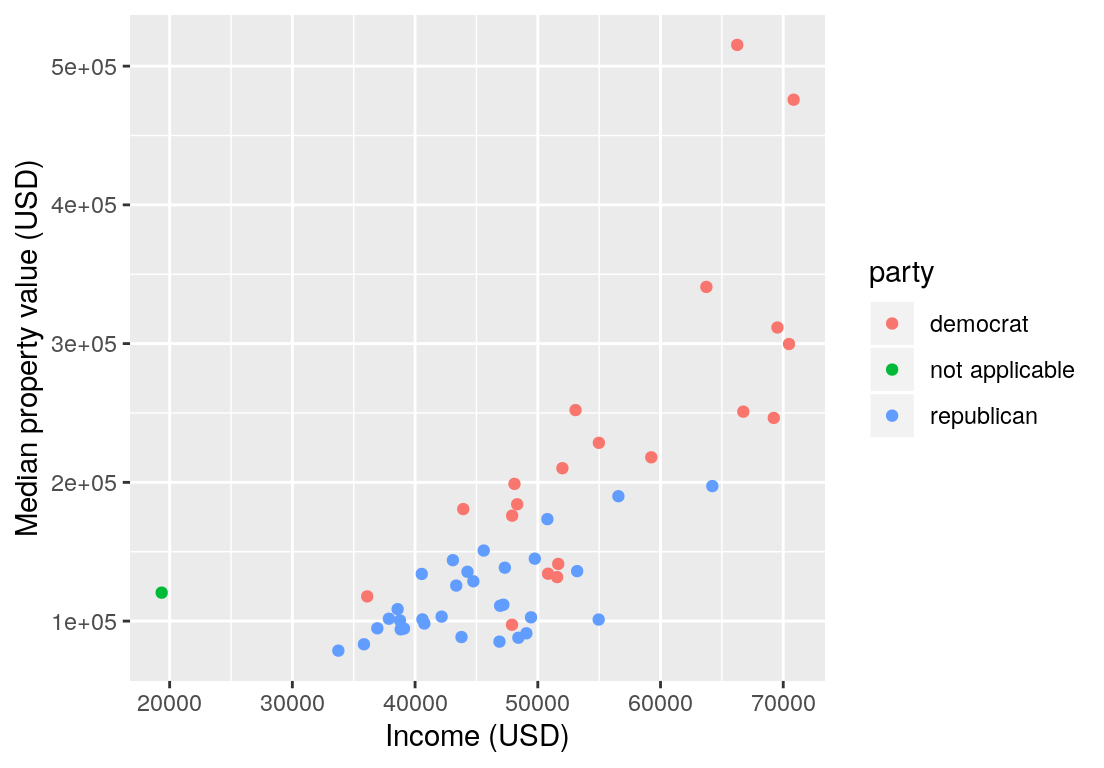 5e+05
4e+05
3e+05
2e+05
1e+05
Median property value (USD)
20000 30000 40000 50000 60000 70000
Income (USD)
party
democrat
not applicable
republican